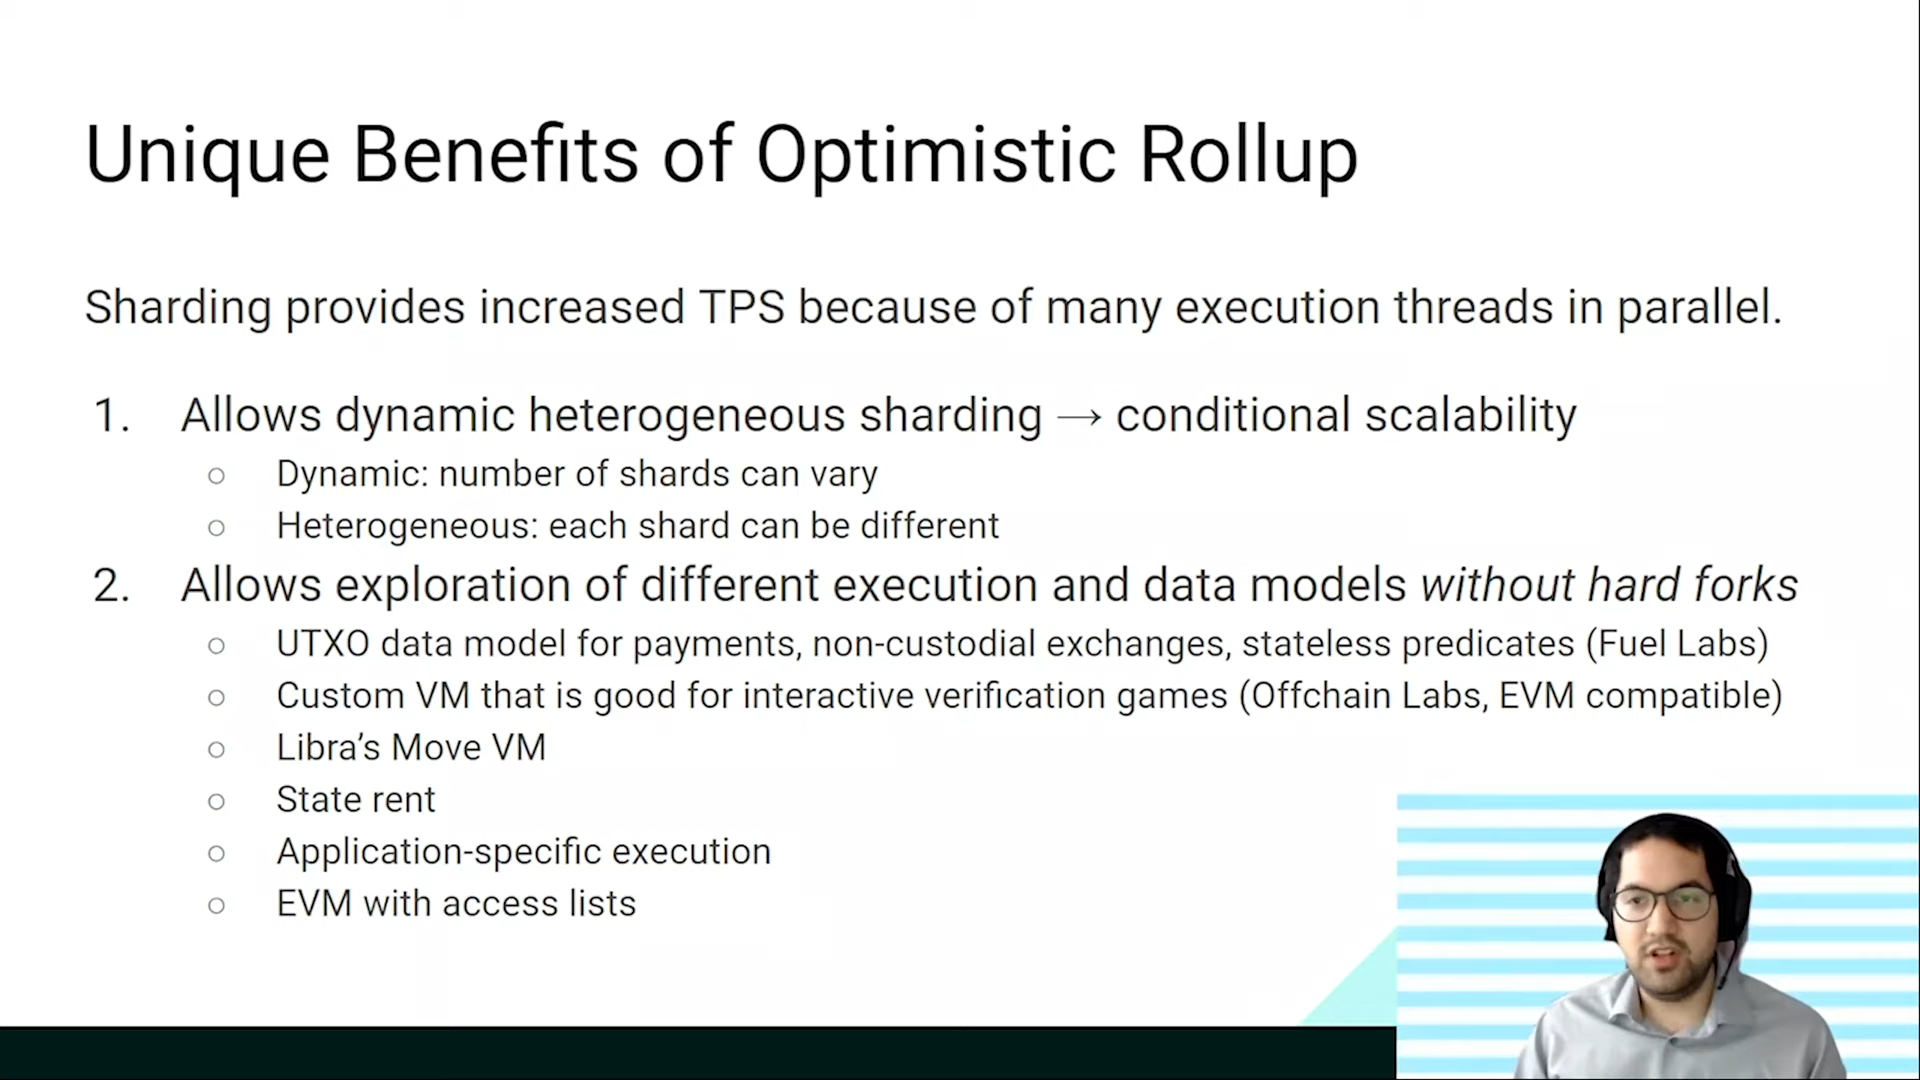 Unique Benefits of Optimistic Rollup
Sharding provides increased TPS because of many execution threads in parallel.
1. Allows dynamic heterogeneous sharding → conditional scalability
○ Dynamic: number of shards can vary
○ Heterogeneous: each shard can be different
2. Allows exploration of different execution and data models without hard forks
○ UTXO data model for payments, non-custodial exchanges, stateless predicates (Fuel Labs)
○ Custom VM that is good for interactive verification games (Offchain Labs, EVM compatible)
○ Libra’s Move VM
○ State rent
○ Application-specific execution
○ EVM with access lists